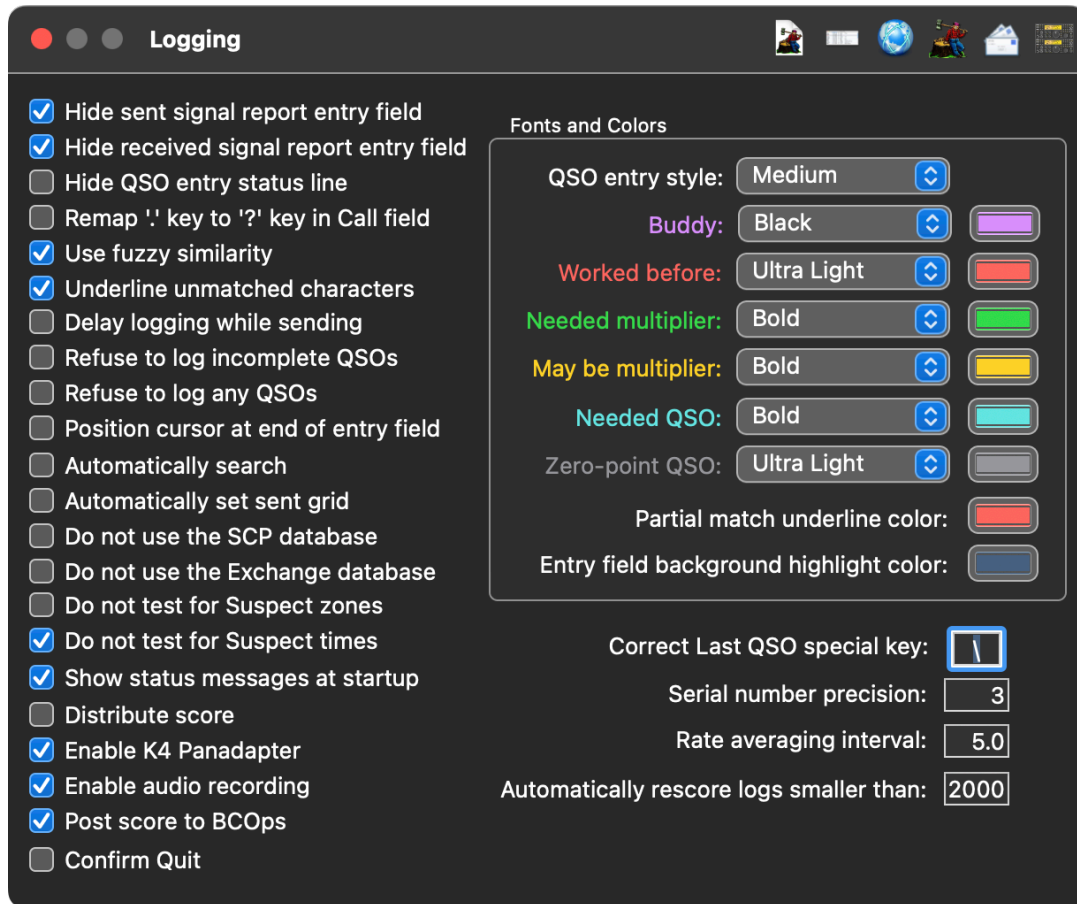 Logging
Hide sent signal report entry field
Hide received signal report entry field
Hide QSO entry status line
Remap '.' key to '?' key in Call field
Use fuzzy similarity
Underline unmatched characters
Delay logging while sending
Refuse to log incomplete QSOs
Refuse to log any QSOs
Position cursor at end of entry field
Automatically search
Automatically set sent grid
Do not use the SCP database
Do not use the Exchange database
Do not test for Suspect zones
Do not test for Suspect times
Show status messages at startup
Distribute score
Enable K4 Panadapter
Enable audio recording
Post score to BCOps
Confirm Quit
Fonts and Colors
QSO entry style: Medium
Buddy: Black
Worked before: Ultra Light
Needed multiplier: Bold
May be multiplier: Bold
Needed QSO: Bold
Zero-point QSO: Ultra Light
Partial match underline color:
Entry field background highlight color:
Correct Last QSO special key: \
Serial number precision: 3
Rate averaging interval: 5.0
Automatically rescore logs smaller than: 2000